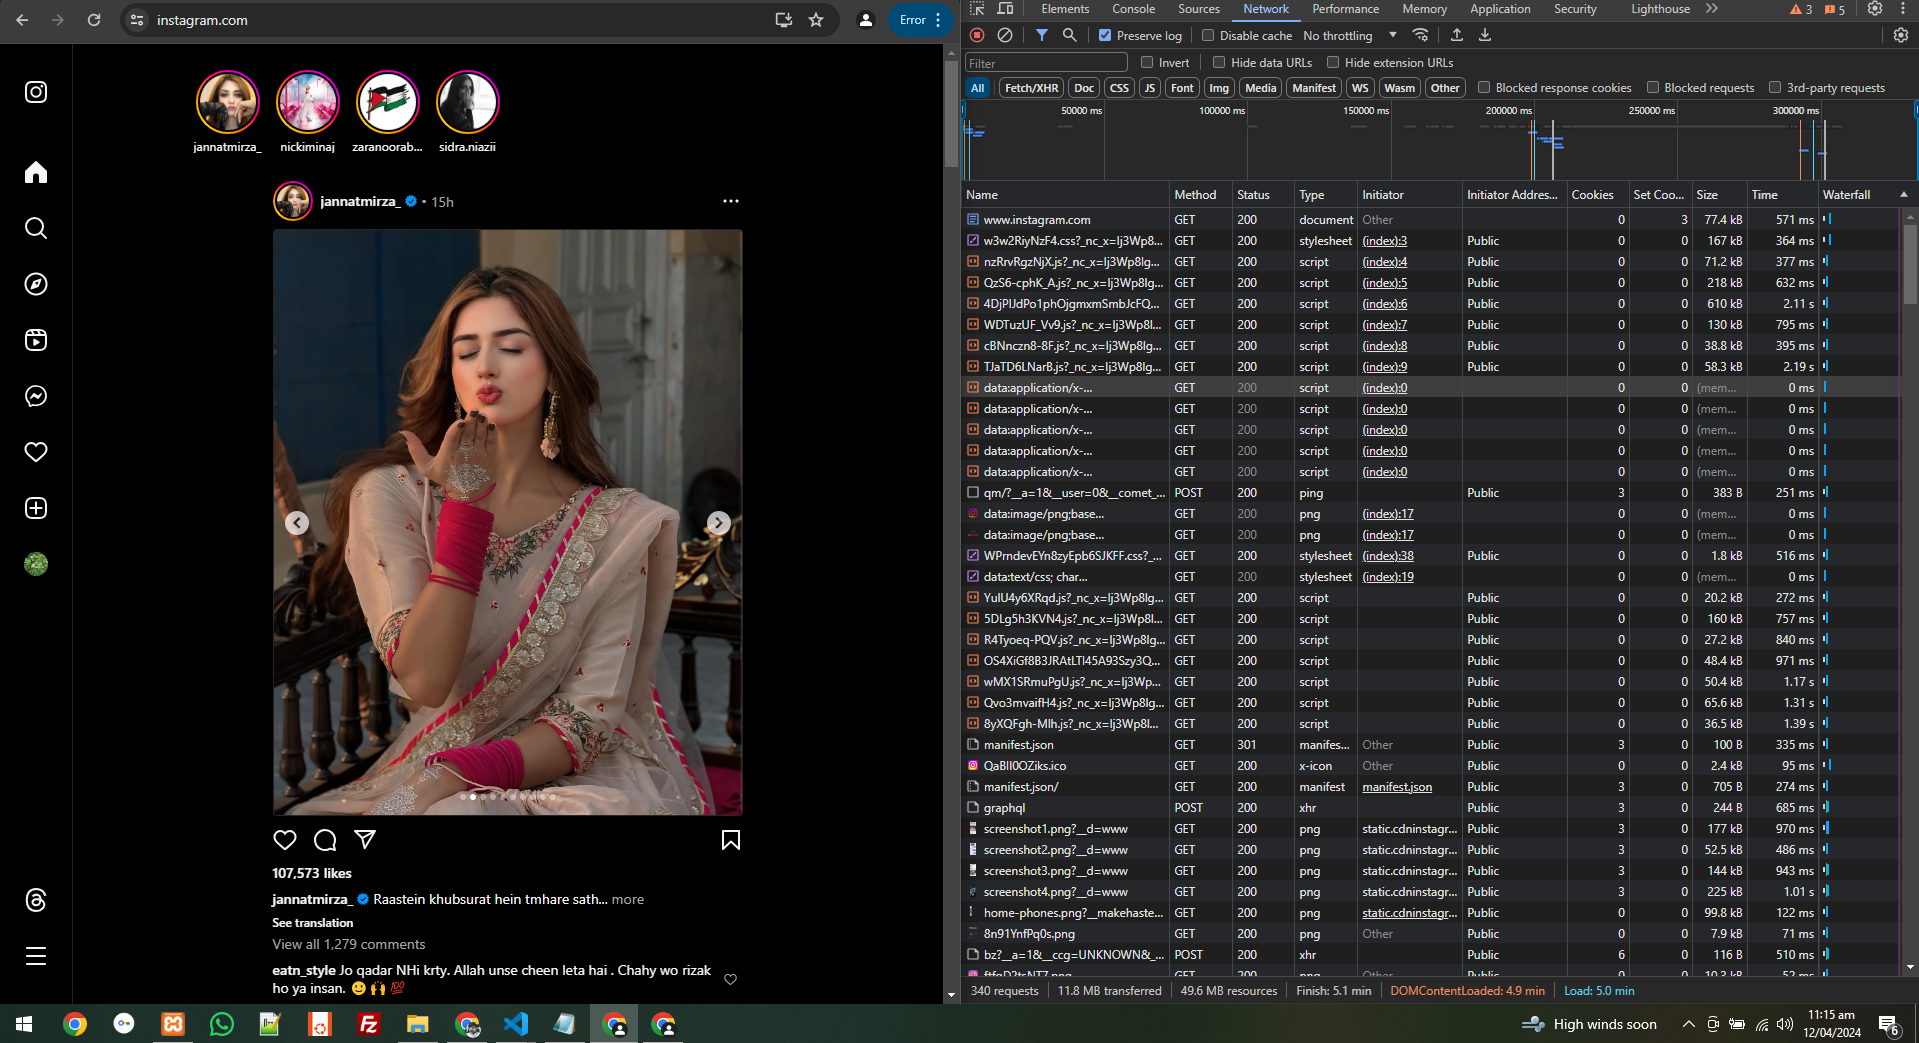 instagram.com
Error
jannatmirza_
nickiminaj
zaranoorab...
sidra.niazii
jannatmirza_ • 15h
107,573 likes
jannatmirza_ Raastein khubsurat hein tmhare sath... more
See translation
View all 1,279 comments
eatn_style Jo qadar NHi krty. Allah unse cheen leta hai . Chahy wo rizak
ho ya insan. 🙂🙌💯
Elements Console Sources Network Performance Memory Application Security Lighthouse 3 5
Preserve log Disable cache No throttling
Filter Invert Hide data URLs Hide extension URLs
All Fetch/XHR Doc CSS JS Font Img Media Manifest WS Wasm Other Blocked response cookies Blocked requests 3rd-party requests
50000 ms 100000 ms 150000 ms 200000 ms 250000 ms 300000 ms
Name Method Status Type Initiator Initiator Addres... Cookies Set Coo... Size Time Waterfall
www.instagram.com GET 200 document Other 0 3 77.4 kB 571 ms
w3w2RiyNzF4.css?_nc_x=Ij3Wp8... GET 200 stylesheet (index):3 Public 0 0 167 kB 364 ms
nzRrvRgzNjX.js?_nc_x=Ij3Wp8lg... GET 200 script (index):4 Public 0 0 71.2 kB 377 ms
QzS6-cphK_A.js?_nc_x=Ij3Wp8lg... GET 200 script (index):5 Public 0 0 218 kB 632 ms
4DjPIJdPo1phOjgmxmSmbJcFQ... GET 200 script (index):6 Public 0 0 610 kB 2.11 s
WDTuzUF_Vv9.js?_nc_x=Ij3Wp8l... GET 200 script (index):7 Public 0 0 130 kB 795 ms
cBNnczn8-8F.js?_nc_x=Ij3Wp8lg... GET 200 script (index):8 Public 0 0 38.8 kB 395 ms
TJaTD6LNarB.js?_nc_x=Ij3Wp8lg... GET 200 script (index):9 Public 0 0 58.3 kB 2.19 s
data:application/x-... GET 200 script (index):0 0 0 (mem... 0 ms
data:application/x-... GET 200 script (index):0 0 0 (mem... 0 ms
data:application/x-... GET 200 script (index):0 0 0 (mem... 0 ms
data:application/x-... GET 200 script (index):0 0 0 (mem... 0 ms
data:application/x-... GET 200 script (index):0 0 0 (mem... 0 ms
qm/?__a=1&__user=0&__comet_... POST 200 ping Public 3 0 383 B 251 ms
data:image/png;base... GET 200 png (index):17 0 0 (mem... 0 ms
data:image/png;base... GET 200 png (index):17 0 0 (mem... 0 ms
WPrndevEYn8zyEpb6SJKFF.css?_... GET 200 stylesheet (index):38 Public 0 0 1.8 kB 516 ms
data:text/css; char... GET 200 stylesheet (index):19 0 0 (mem... 0 ms
YulU4y6XRqd.js?_nc_x=Ij3Wp8lg... GET 200 script Public 0 0 20.2 kB 272 ms
5DLg5h3KVN4.js?_nc_x=Ij3Wp8l... GET 200 script Public 0 0 160 kB 757 ms
R4Tyoeq-PQV.js?_nc_x=Ij3Wp8lg... GET 200 script Public 0 0 27.2 kB 840 ms
OS4XiGf8B3JRAtLTI45A93Szy3Q... GET 200 script Public 0 0 48.4 kB 971 ms
wMX1SRmuPgU.js?_nc_x=Ij3Wp... GET 200 script Public 0 0 50.4 kB 1.17 s
Qvo3mvaifH4.js?_nc_x=Ij3Wp8lg... GET 200 script Public 0 0 65.6 kB 1.31 s
8yXQFgh-Mlh.js?_nc_x=Ij3Wp8l... GET 200 script Public 0 0 36.5 kB 1.39 s
manifest.json GET 301 manifes... Other Public 3 0 100 B 335 ms
QaBlI0OZiks.ico GET 200 x-icon Other Public 0 0 2.4 kB 95 ms
manifest.json/ GET 200 manifest manifest.json Public 3 0 705 B 274 ms
graphql POST 200 xhr Public 3 0 244 B 685 ms
screenshot1.png?__d=www GET 200 png static.cdninstagr... Public 3 0 177 kB 970 ms
screenshot2.png?__d=www GET 200 png static.cdninstagr... Public 3 0 52.5 kB 486 ms
screenshot3.png?__d=www GET 200 png static.cdninstagr... Public 3 0 144 kB 943 ms
screenshot4.png?__d=www GET 200 png static.cdninstagr... Public 3 0 225 kB 1.01 s
home-phones.png?__makehaste... GET 200 png static.cdninstagr... Public 0 0 99.8 kB 122 ms
8n91YnfPq0s.png GET 200 png Other Public 0 0 7.9 kB 71 ms
bz?__a=1&__ccg=UNKNOWN&_... POST 200 xhr Public 6 0 116 B 510 ms
340 requests 11.8 MB transferred 49.6 MB resources Finish: 5.1 min DOMContentLoaded: 4.9 min Load: 5.0 min
High winds soon
11:15 am
12/04/2024
6